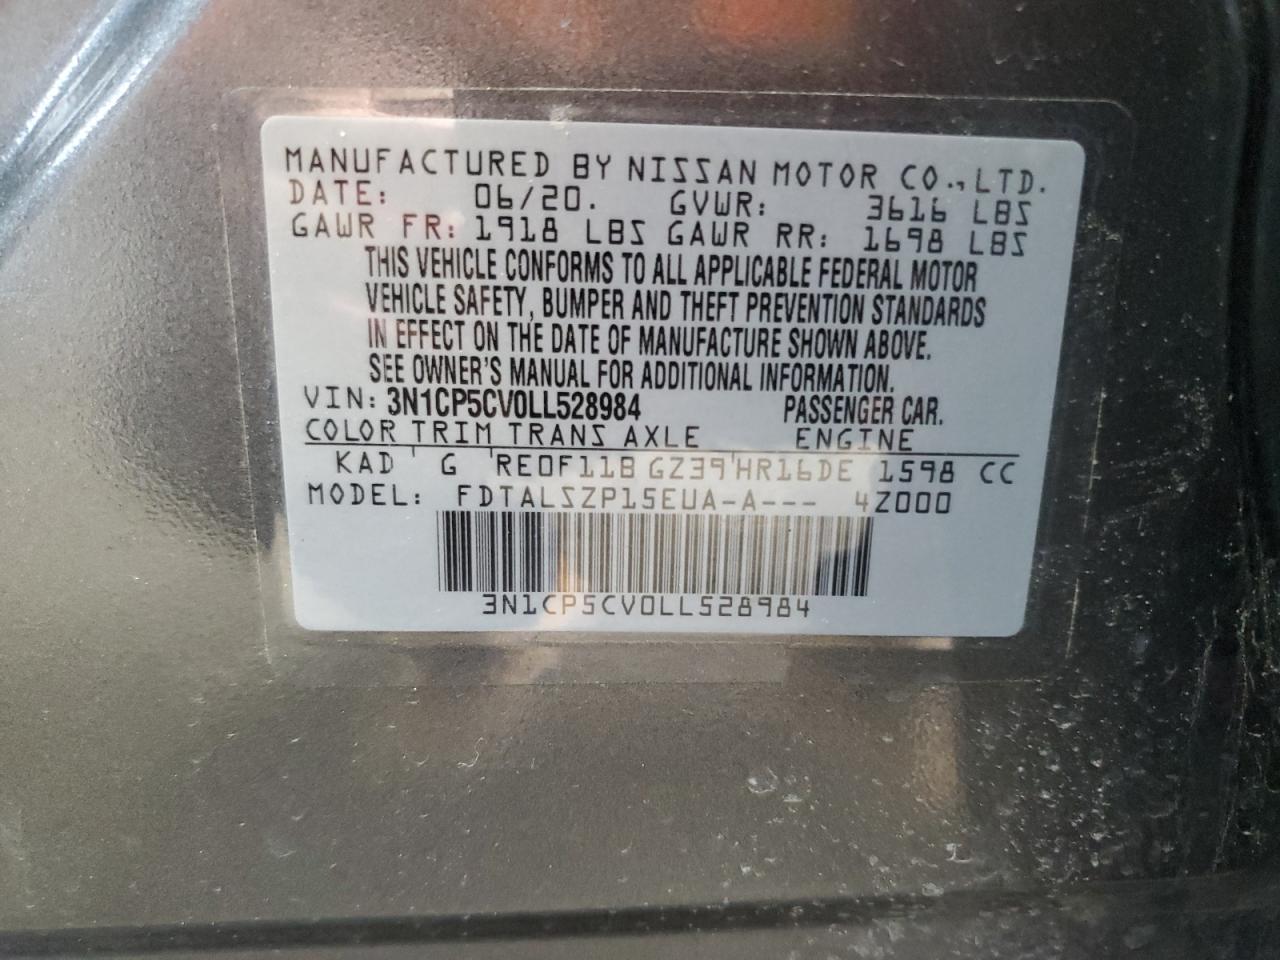 MANUFACTURED BY NISSAN MOTOR CO., LTD.
DATE: 06/20. GVWR: 3616 LBS
GAWR FR: 1918 LBS GAWR RR: 1698 LBS
THIS VEHICLE CONFORMS TO ALL APPLICABLE FEDERAL MOTOR
VEHICLE SAFETY, BUMPER AND THEFT PREVENTION STANDARDS
IN EFFECT ON THE DATE OF MANUFACTURE SHOWN ABOVE.
SEE OWNER'S MANUAL FOR ADDITIONAL INFORMATION.
VIN: 3N1CP5CV0LL528984 PASSENGER CAR.
COLOR TRIM TRANS AXLE ENGINE
KAD ' G 'RE0F11B GZ39'HR16DE 1598 CC
MODEL: FDTALSZP15EUA-A--- 4Z000
3N1CP5CV0LL528984